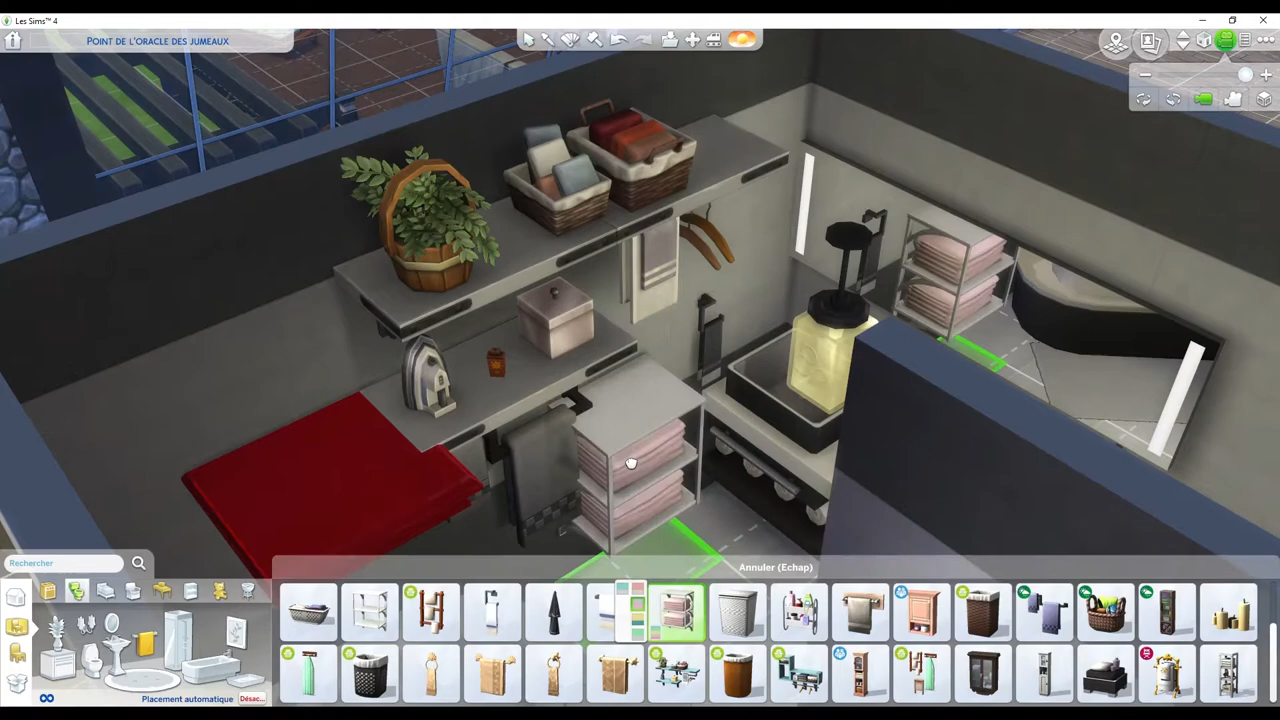 Les Sims™ 4
POINT DE L'ORACLE DES JUMEAUX
Annuler (Echap)
Rechercher
Placement automatique
Désac...